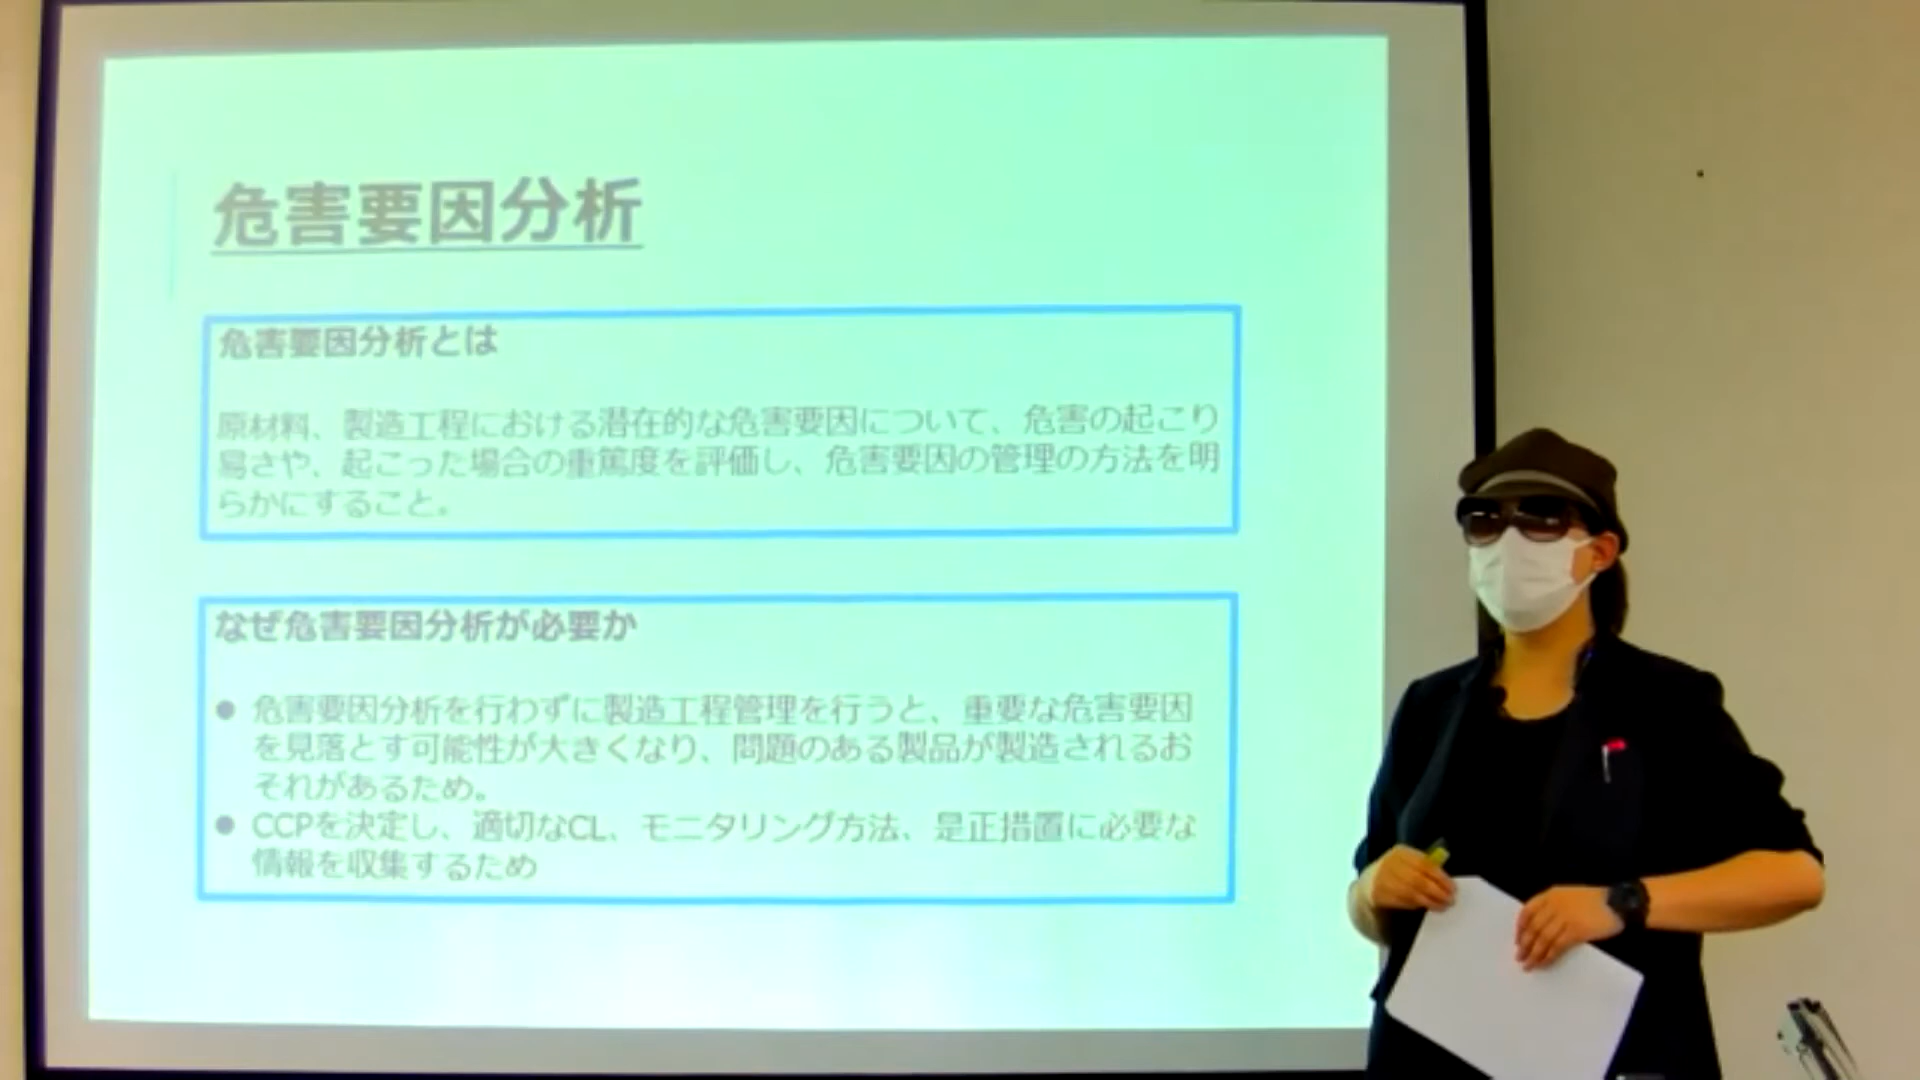 危害要因分析
危害要因分析とは
原材料、製造工程における潜在的な危害要因について、危害の起こり
易さや、起こった場合の重篤度を評価し、危害要因の管理の方法を明
らかにすること。
なぜ危害要因分析が必要か
● 危害要因分析を行わずに製造工程管理を行うと、重要な危害要因
を見落とす可能性が大きくなり、問題のある製品が製造されるお
それがあるため。
● CCPを決定し、適切なCL、モニタリング方法、是正措置に必要な
情報を収集するため